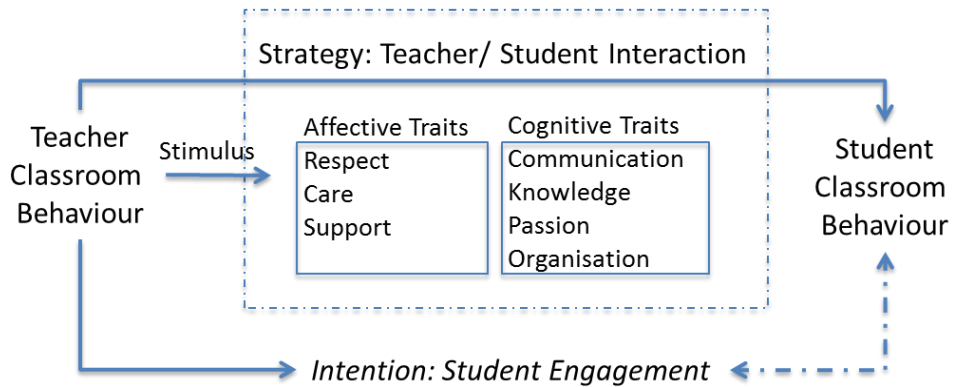 Strategy: Teacher/ Student Interaction
Teacher
Classroom
Behaviour
Stimulus
Affective Traits
Respect
Care
Support
Cognitive Traits
Communication
Knowledge
Passion
Organisation
Student
Classroom
Behaviour
Intention: Student Engagement